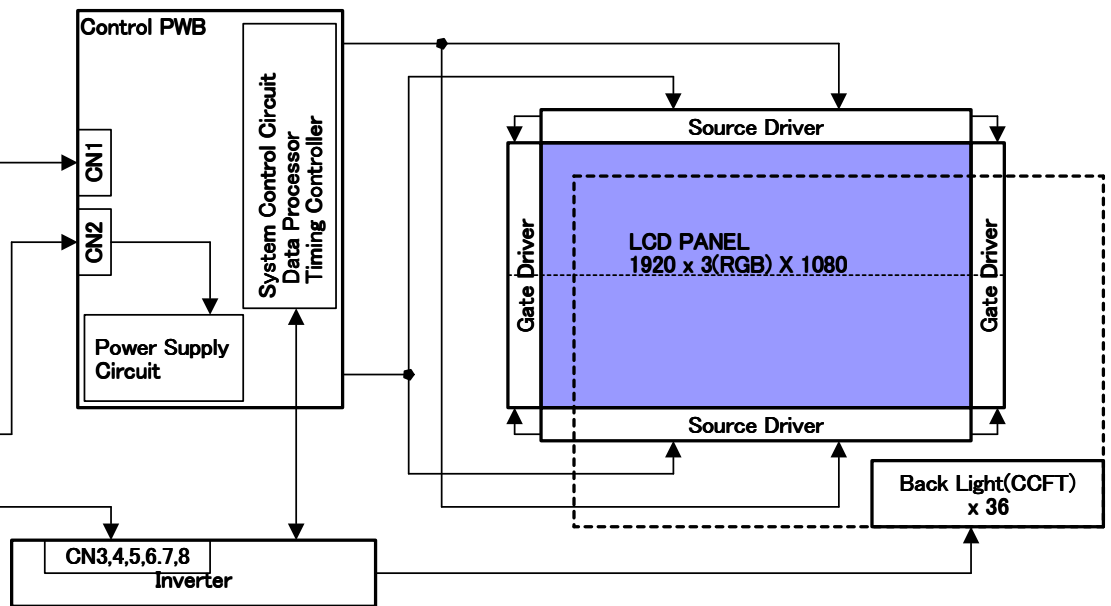 Control PWB
CN1
CN2
System Control Circuit
Data Processor
Timing Controller
Power Supply
Circuit
Source Driver
Gate Driver
LCD PANEL
1920 x 3(RGB) X 1080
Gate Driver
Source Driver
Back Light(CCFT)
x 36
CN3,4,5,6.7,8
Inverter